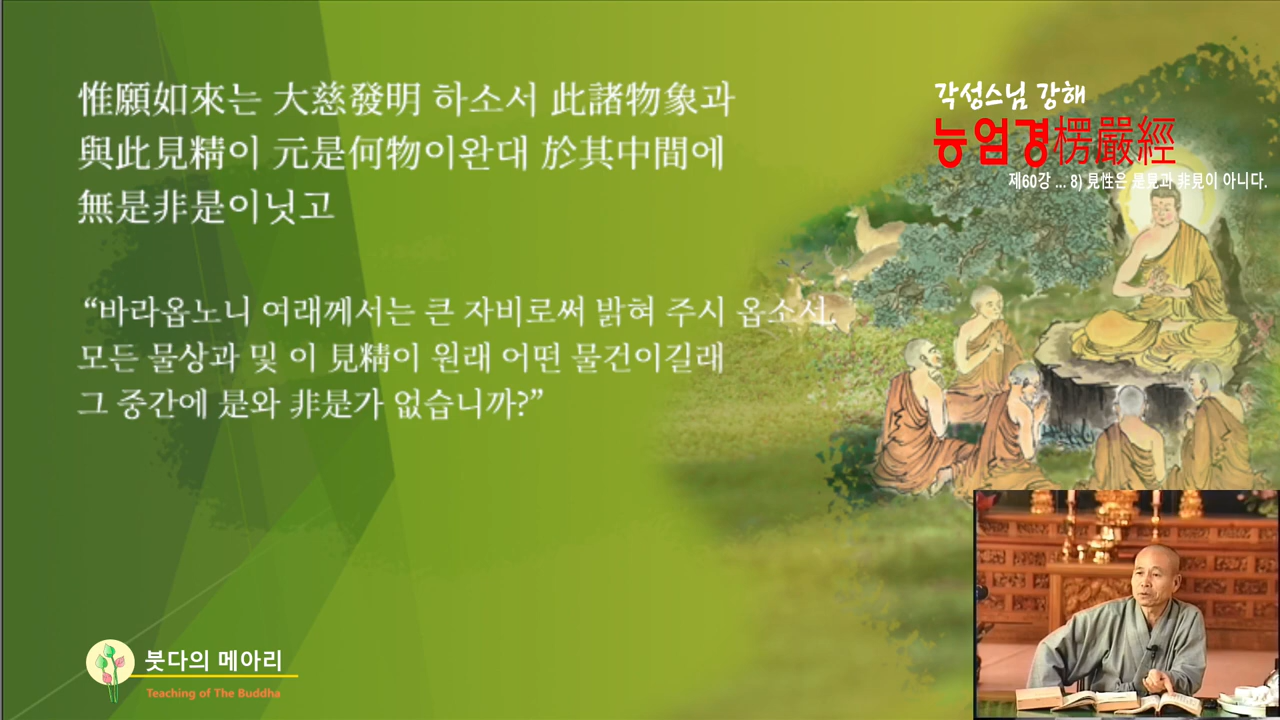 惟願如來는 大慈發明 하소서 此諸物象과
與此見精이 元是何物이완대 於其中間에
無是非是이닛고
“바라옵노니 여래께서는 큰 자비로써 밝혀 주시 옵소서.
모든 물상과 및 이 見精이 원래 어떤 물건이길래
그 중간에 是와 非是가 없습니까?”
각성스님 강해
능엄경楞嚴經
제60강 ... 8) 見性은 是見과 非見이 아니다.
붓다의 메아리
Teaching of The Buddha